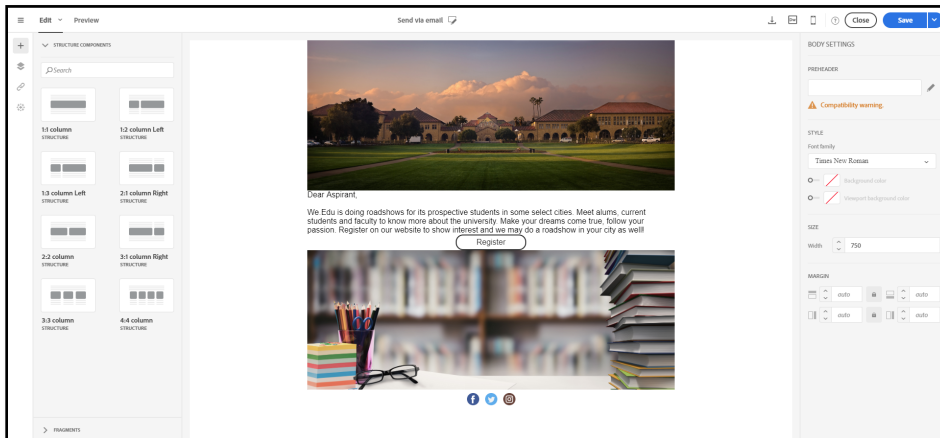 Edit
Preview
Send via email
Close
Save
STRUCTURE COMPONENTS
Search
1:1 column
STRUCTURE
1:2 column Left
STRUCTURE
1:3 column Left
STRUCTURE
2:1 column Right
STRUCTURE
2:2 column
STRUCTURE
3:1 column Right
STRUCTURE
3:3 column
STRUCTURE
4:4 column
STRUCTURE
FRAGMENTS
Dear Aspirant,
We.Edu is doing roadshows for its prospective students in some select cities. Meet alums, current
students and faculty to know more about the university. Make your dreams come true, follow your
passion. Register on our website to show interest and we may do a roadshow in your city as well!
Register
BODY SETTINGS
PREHEADER
Compatibility warning.
STYLE
Font family
Times New Roman
Background color
Viewport background color
SIZE
Width 750
MARGIN
auto auto
auto auto